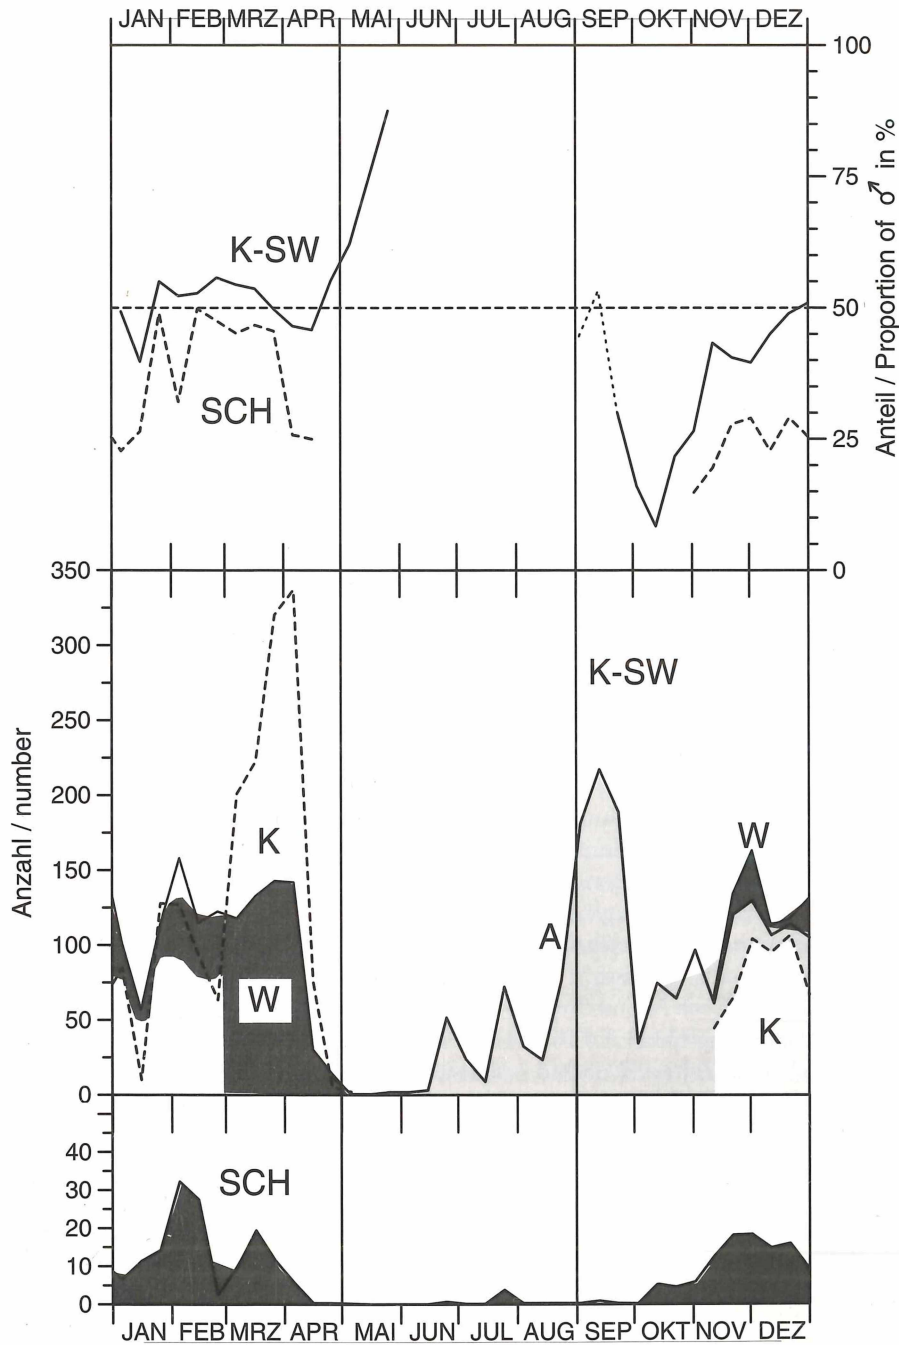 JAN FEB MRZ APR MAI JUN JUL AUG SEP OKT NOV DEZ
100
75
50
25
0
Anteil / Proportion of ♂ in %
K-SW
SCH
350
300
250
200
150
100
50
0
Anzahl / number
K-SW
K
W
A
W
K
40
30
20
10
0
SCH
JAN FEB MRZ APR MAI JUN JUL AUG SEP OKT NOV DEZ